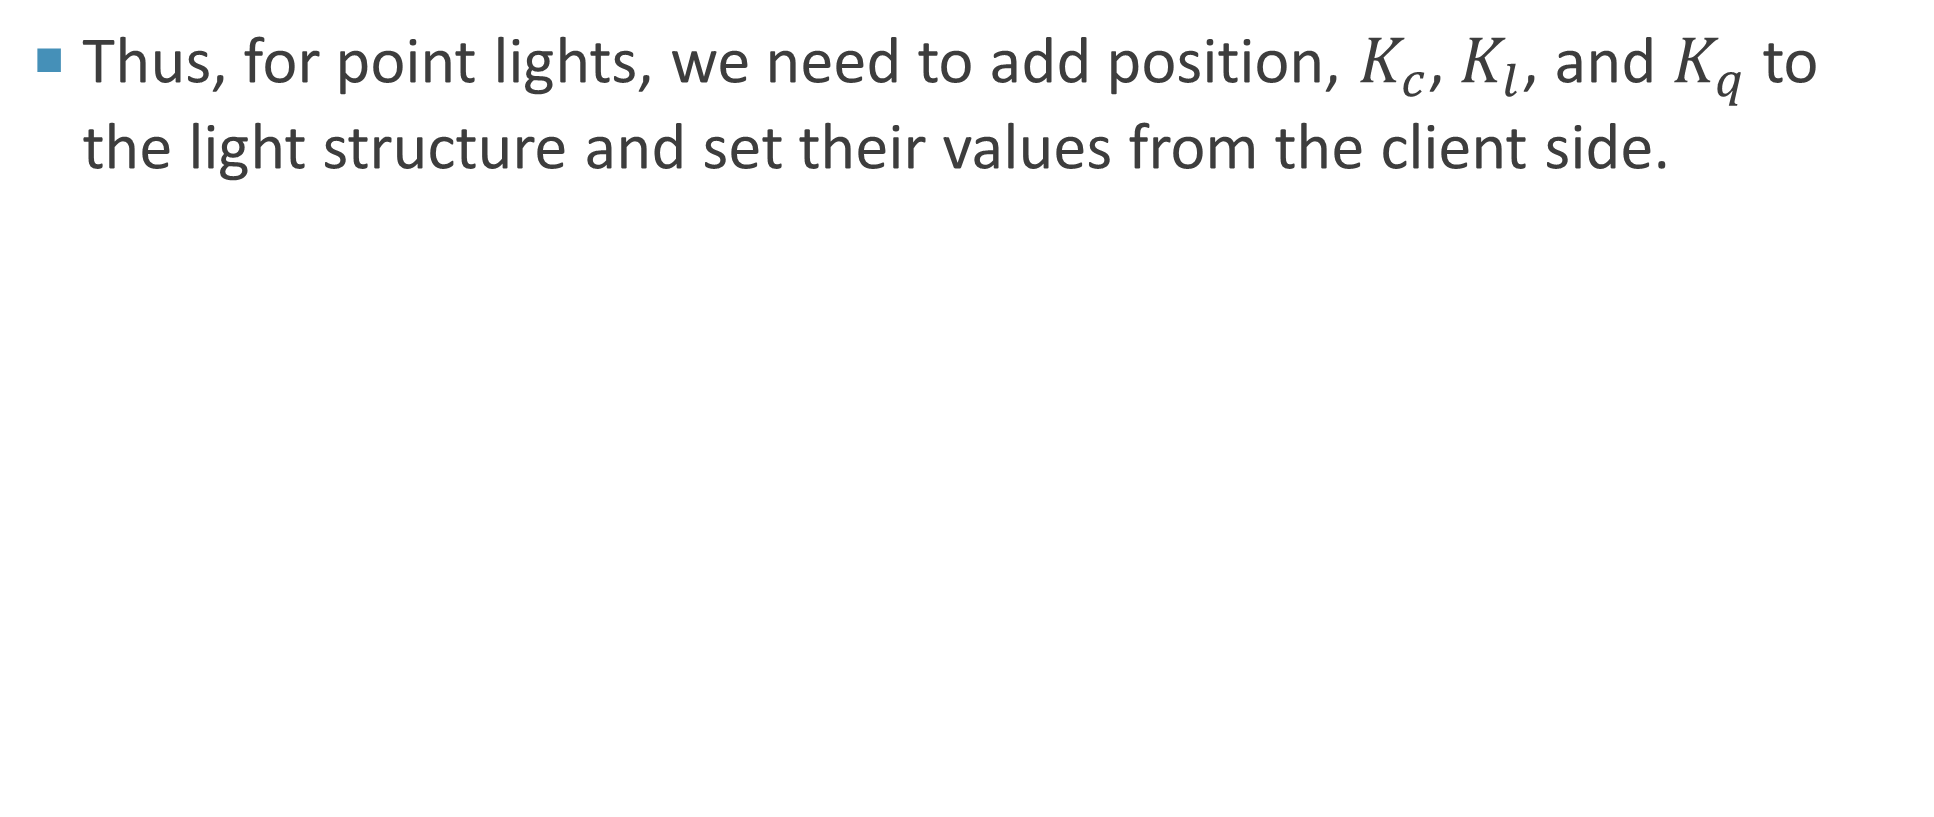 ▪ Thus, for point lights, we need to add position, $K_c$, $K_l$, and $K_q$ to
the light structure and set their values from the client side.